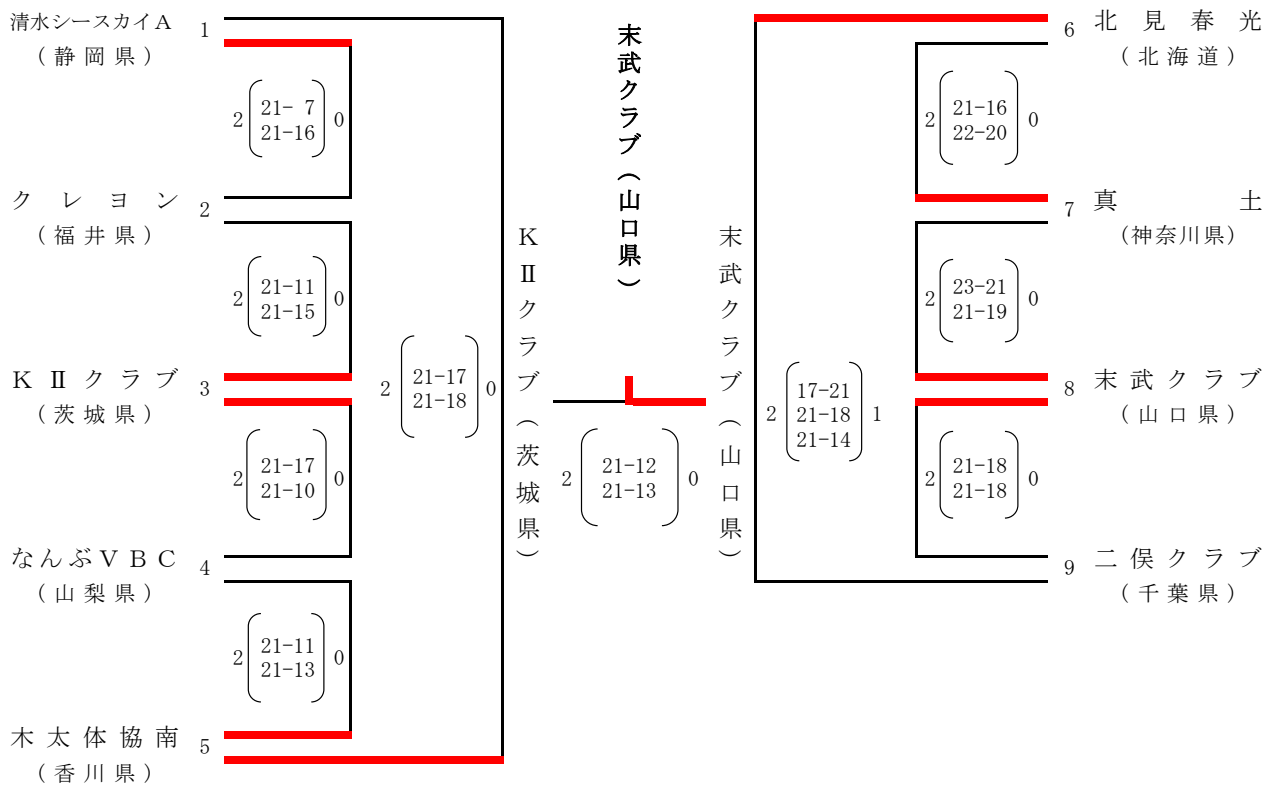 清水シースカイA 1
(静岡県)
2 21- 7 0
21-16
クレヨン 2
(福井県)
2 21-11 0
21-15
KⅡクラブ 3
(茨城県)
2 21-17 0
21-10
なんぶVBC 4
(山梨県)
2 21-11 0
21-13
木太体協南 5
(香川県)
2 21-17 0
21-18
KⅡクラブ(茨城県)
末武クラブ(山口県)
2 21-12 0
21-13
末武クラブ(山口県)
2 17-21 1
21-18
21-14
6 北見春光
(北海道)
2 21-16 0
22-20
7 真土
(神奈川県)
2 23-21 0
21-19
8 末武クラブ
(山口県)
2 21-18 0
21-18
9 二俣クラブ
(千葉県)